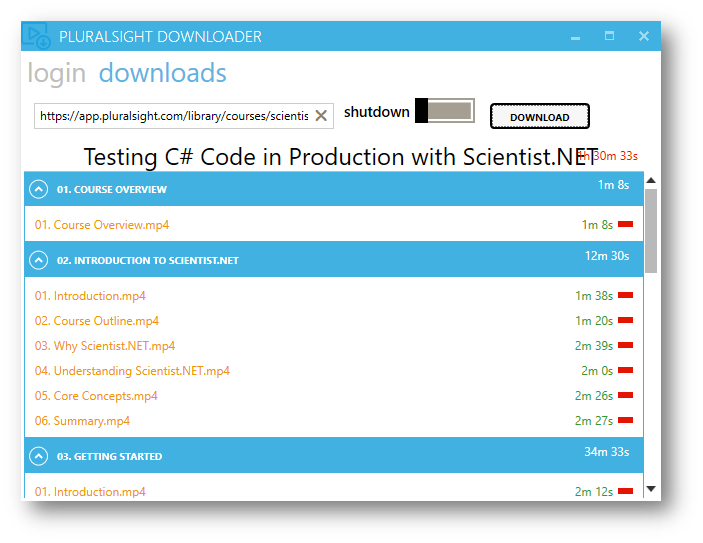 PLURALSIGHT DOWNLOADER
login downloads
https://app.pluralsight.com/library/courses/scientis
shutdown
DOWNLOAD
Testing C# Code in Production with Scientist.NET 1h 30m 33s
01. COURSE OVERVIEW 1m 8s
01. Course Overview.mp4 1m 8s
02. INTRODUCTION TO SCIENTIST.NET 12m 30s
01. Introduction.mp4 1m 38s
02. Course Outline.mp4 1m 20s
03. Why Scientist.NET.mp4 2m 39s
04. Understanding Scientist.NET.mp4 2m 0s
05. Core Concepts.mp4 2m 26s
06. Summary.mp4 2m 27s
03. GETTING STARTED 34m 33s
01. Introduction.mp4 2m 12s